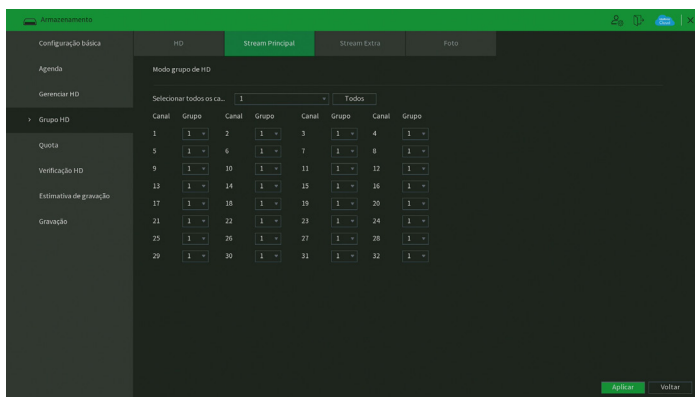 Armazenamento
Configuração básica
Agenda
Gerenciar HD
> Grupo HD
Quota
Verificação HD
Estimativa de gravação
Gravação
HD Stream Principal Stream Extra Foto
Modo grupo de HD
Selecionar todos os ca... 1 Todos
Canal Grupo Canal Grupo Canal Grupo Canal Grupo
1 1 2 1 3 1 4 1
5 1 6 1 7 1 8 1
9 1 10 1 11 1 12 1
13 1 14 1 15 1 16 1
17 1 18 1 19 1 20 1
21 1 22 1 23 1 24 1
25 1 26 1 27 1 28 1
29 1 30 1 31 1 32 1
Aplicar Voltar